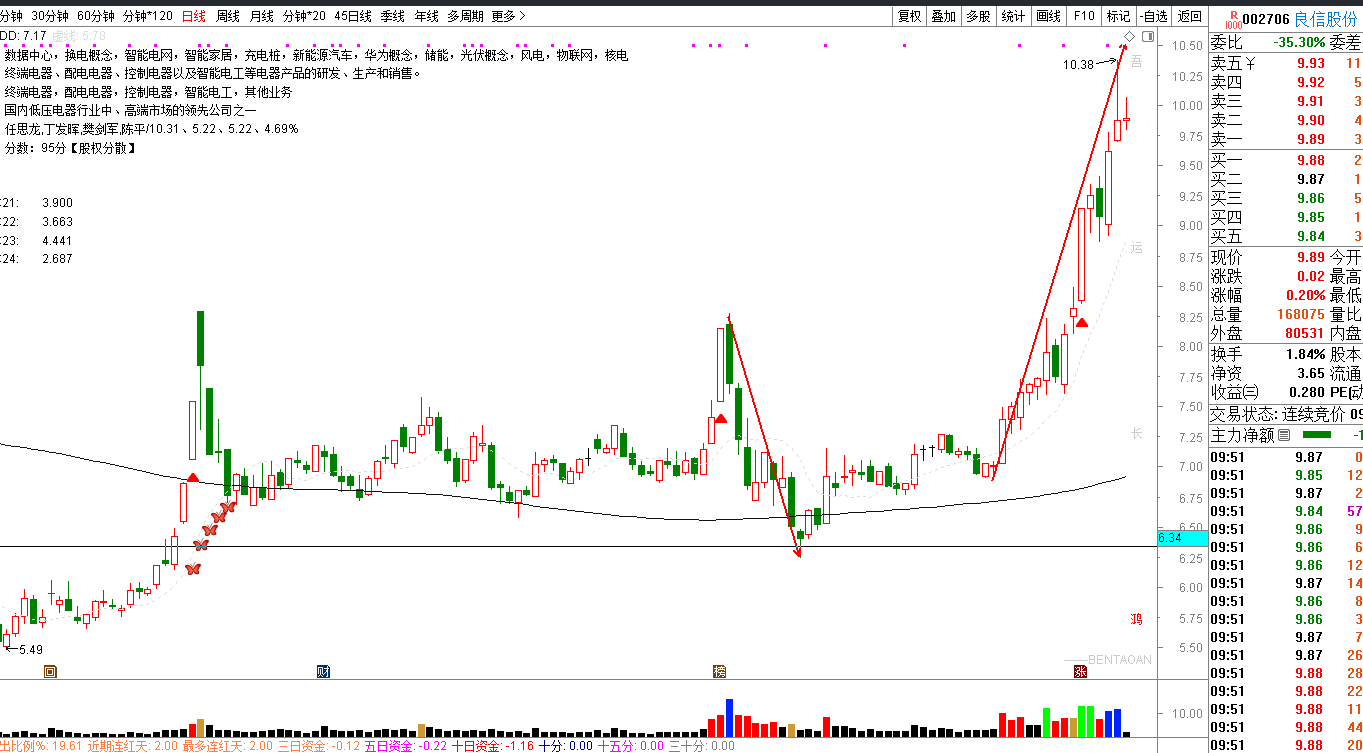 分钟 30分钟 60分钟 分钟*120 日线 周线 月线 分钟*20 45日线 季线 年线 多周期 更多 复权 叠加 多股 统计 画线 F10 标记 -自选 返回
R
1000 002706 良信股份
DD: 7.17 虚线: 5.78
数据中心，换电概念，智能电网，智能家居，充电桩，新能源汽车，华为概念，储能，光伏概念，风电，物联网，核电
终端电器、配电电器、控制电器以及智能电工等电器产品的研发、生产和销售。
终端电器，配电电器，控制电器，智能电工，其他业务
国内低压电器行业中、高端市场的领先公司之一
任思龙,丁发晖,樊剑军,陈平/10.31、5.22、5.22、4.69%
分数：95分【股权分散】
21: 3.900
22: 3.663
23: 4.441
24: 2.687
10.38
5.49
吾
运
长
鸿
财
榜
涨
BENTAOAN
10.50
10.25
10.00
9.75
9.50
9.25
9.00
8.75
8.50
8.25
8.00
7.75
7.50
7.25
7.00
6.75
6.50
6.34
6.25
6.00
5.75
5.50
10.00
出比例%: 19.61 近期连红天: 2.00 最多连红天: 2.00 三日资金: -0.12 五日资金: -0.22 十日资金: -1.16 十分: 0.00 十五分: 0.00 三十分: 0.00
委比 -35.30% 委差
卖五 ¥ 9.93 11
卖四 9.92 5
卖三 9.91 3
卖二 9.90 4
卖一 9.89 3
买一 9.88 2
买二 9.87 1
买三 9.86 5
买四 9.85 1
买五 9.84 3
现价 9.89 今开
涨跌 0.02 最高
涨幅 0.20% 最低
总量 168075 量比
外盘 80531 内盘
换手 1.84% 股本
净资 3.65 流通
收益㈢ 0.280 PE(动
交易状态: 连续竞价 09
主力净额 -1
09:51 9.87 0
09:51 9.85 12
09:51 9.87 2
09:51 9.84 57
09:51 9.86 9
09:51 9.86 6
09:51 9.86 12
09:51 9.87 14
09:51 9.86 8
09:51 9.86 3
09:51 9.87 7
09:51 9.87 26
09:51 9.88 28
09:51 9.88 22
09:51 9.88 11
09:51 9.88 44
09:51 9.88 20